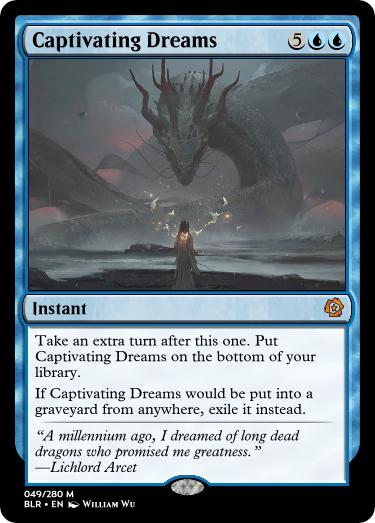 Captivating Dreams 5
Instant
Take an extra turn after this one. Put
Captivating Dreams on the bottom of your
library.
If Captivating Dreams would be put into a
graveyard from anywhere, exile it instead.
“A millennium ago, I dreamed of long dead
dragons who promised me greatness.”
—Lichlord Arcet
049/280 M
BLR • EN William Wu